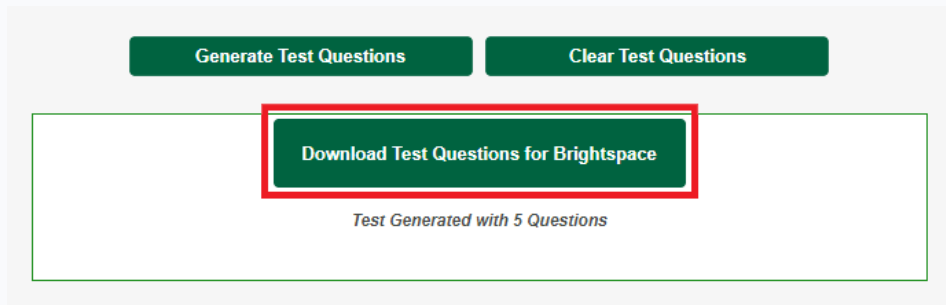 Generate Test Questions
Clear Test Questions
Download Test Questions for Brightspace
Test Generated with 5 Questions